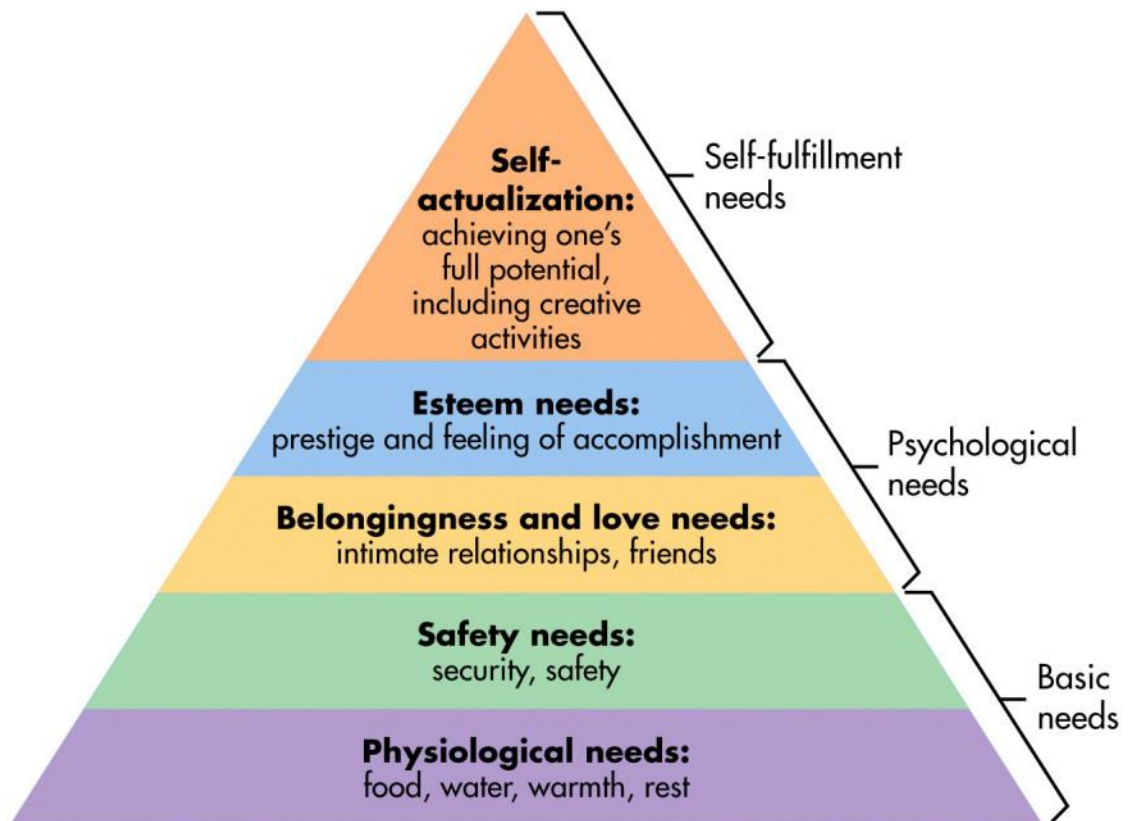 Self-
actualization:
achieving one's
full potential,
including creative
activities
Self-fulfillment
needs
Esteem needs:
prestige and feeling of accomplishment
Psychological
needs
Belongingness and love needs:
intimate relationships, friends
Safety needs:
security, safety
Basic
needs
Physiological needs:
food, water, warmth, rest